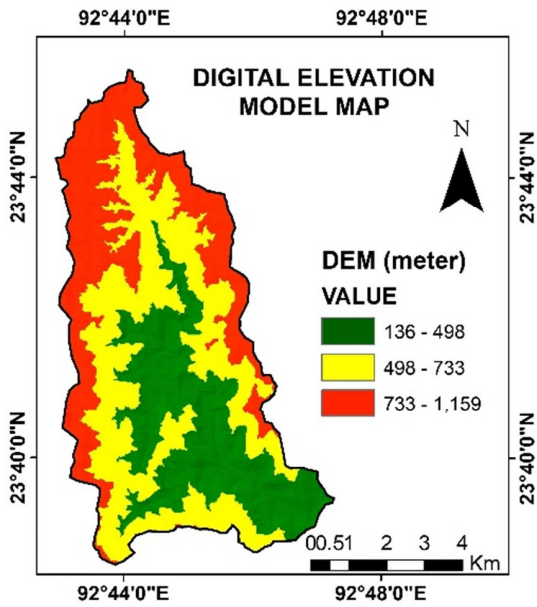 92°44'0"E 92°48'0"E
DIGITAL ELEVATION
MODEL MAP
N
23°44'0"N 23°44'0"N
DEM (meter)
VALUE
136 - 498
498 - 733
733 - 1,159
23°40'0"N 23°40'0"N
00.51 2 3 4
Km
92°44'0"E 92°48'0"E